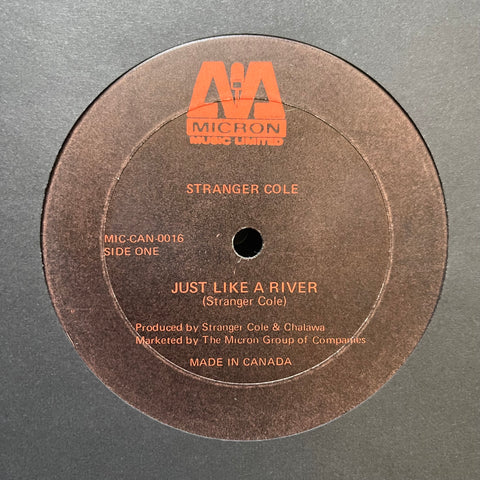 MICRON
MUSIC LIMITED
STRANGER COLE
MIC-CAN-0016
SIDE ONE
JUST LIKE A RIVER
(Stranger Cole)
Produced by Stranger Cole & Chalawa
Marketed by The Micron Group of Companies
MADE IN CANADA